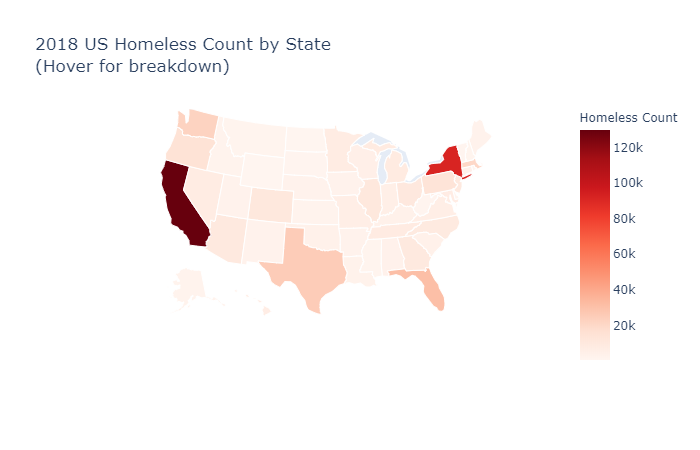 2018 US Homeless Count by State
(Hover for breakdown)
Homeless Count
120k
100k
80k
60k
40k
20k